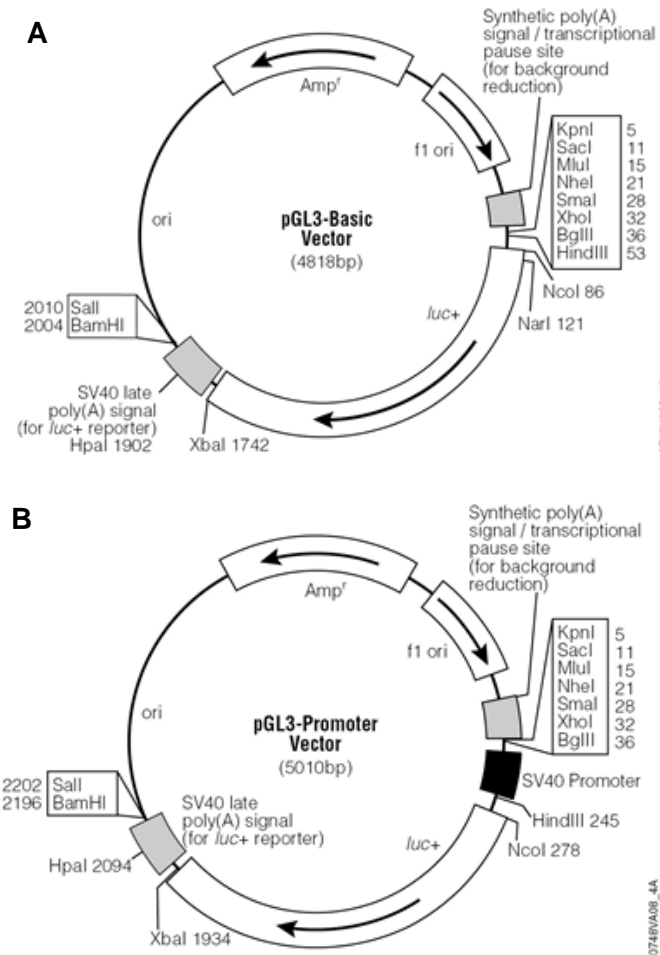 A
Synthetic poly(A)
signal / transcriptional
pause site
(for background
reduction)
Ampʳ
f1 ori
KpnI 5
SacI 11
MluI 15
NheI 21
SmaI 28
XhoI 32
BglII 36
HindIII 53
ori
pGL3-Basic
Vector
(4818bp)
NcoI 86
NarI 121
luc+
2010 SalI
2004 BamHI
SV40 late
poly(A) signal
(for luc+ reporter)
HpaI 1902
XbaI 1742
B
Synthetic poly(A)
signal / transcriptional
pause site
(for background
reduction)
Ampʳ
f1 ori
KpnI 5
SacI 11
MluI 15
NheI 21
SmaI 28
XhoI 32
BglII 36
ori
pGL3-Promoter
Vector
(5010bp)
SV40 Promoter
HindIII 245
NcoI 278
luc+
2202 SalI
2196 BamHI
SV40 late
poly(A) signal
(for luc+ reporter)
HpaI 2094
XbaI 1934
0748VA08_4A